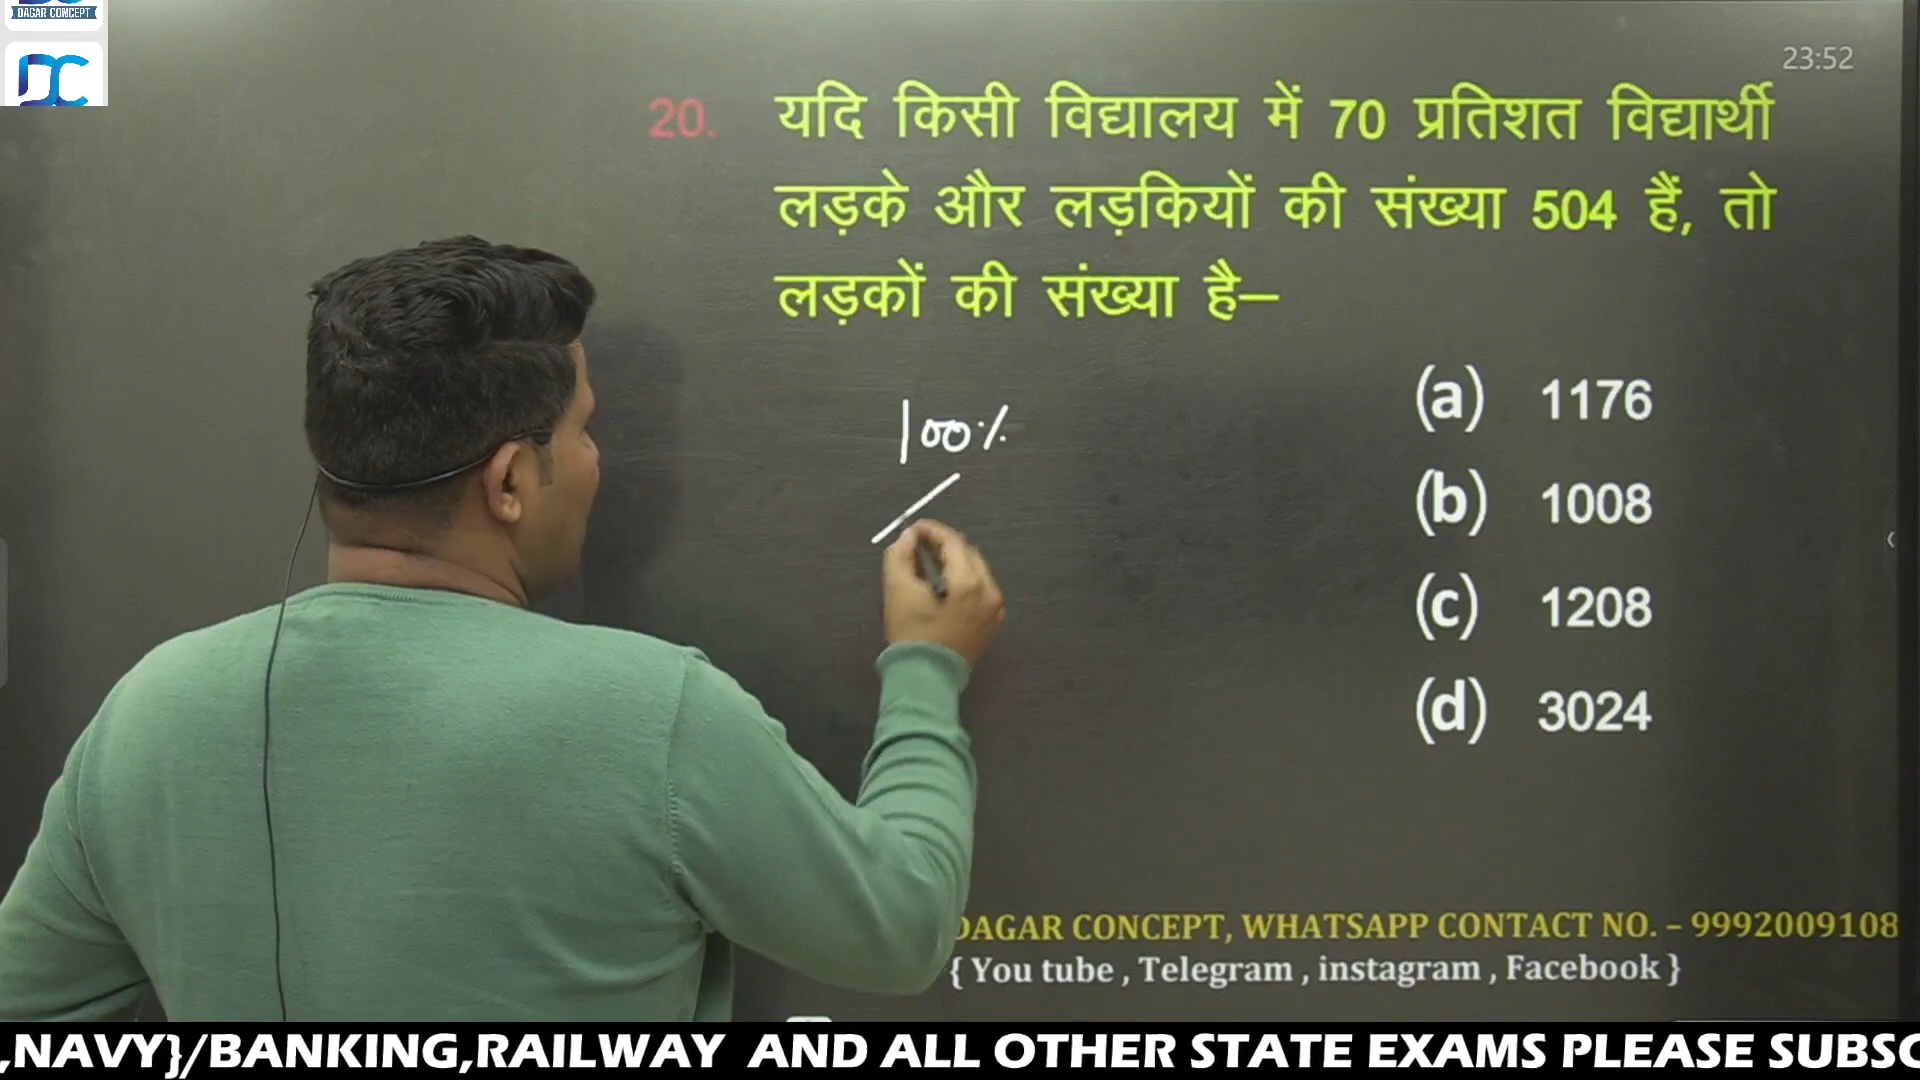 DAGAR CONCEPT
DC
23:52
20. यदि किसी विद्यालय में 70 प्रतिशत विद्यार्थी
लड़के और लड़कियों की संख्या 504 हैं, तो
लड़कों की संख्या है–
100%
(a) 1176
(b) 1008
(c) 1208
(d) 3024
DAGAR CONCEPT, WHATSAPP CONTACT NO. – 9992009108
{ You tube , Telegram , instagram , Facebook }
,NAVY}/BANKING,RAILWAY AND ALL OTHER STATE EXAMS PLEASE SUBSC